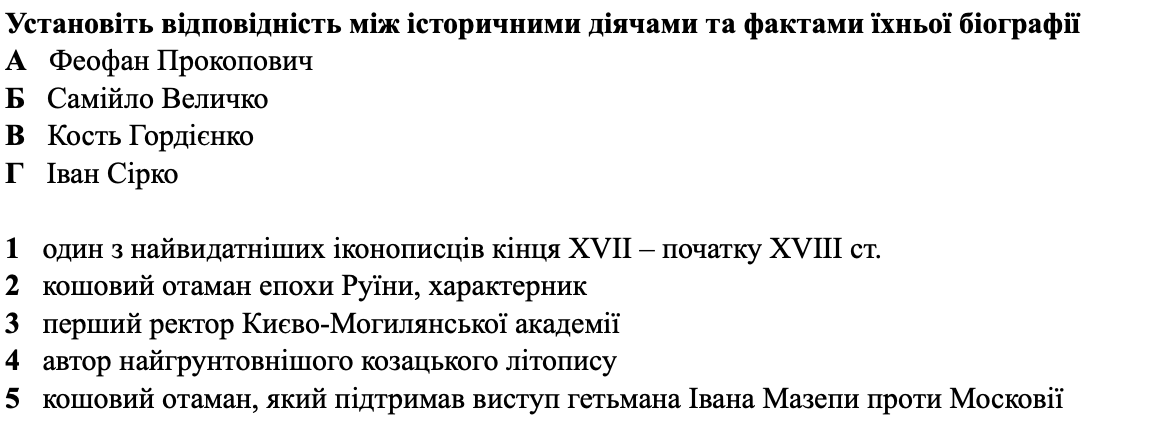 Установіть відповідність між історичними діячами та фактами їхньої біографії
А Феофан Прокопович
Б Самійло Величко
В Кость Гордієнко
Г Іван Сірко
1 один з найвидатніших іконописців кінця XVII – початку XVIII ст.
2 кошовий отаман епохи Руїни, характерник
3 перший ректор Києво-Могилянської академії
4 автор найгрунтовнішого козацького літопису
5 кошовий отаман, який підтримав виступ гетьмана Івана Мазепи проти Московії